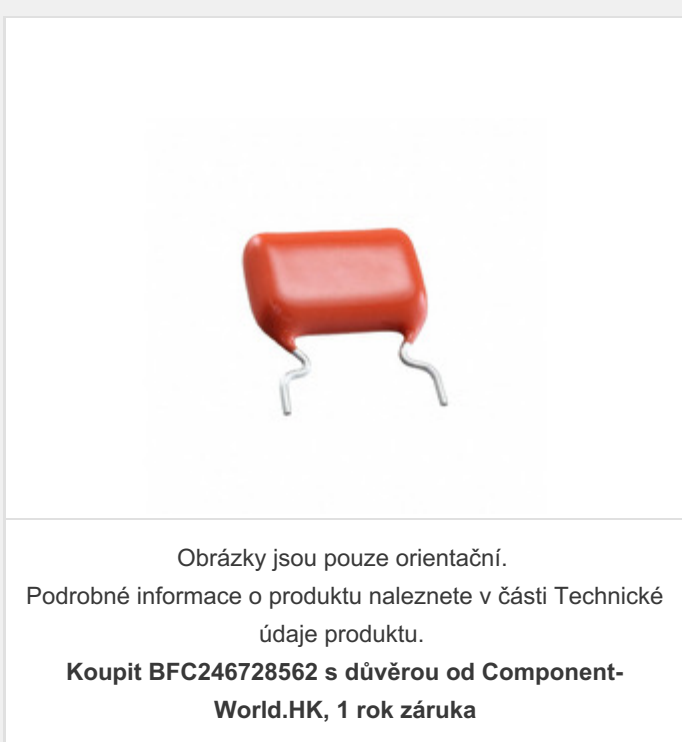 Obrázky jsou pouze orientační.
Podrobné informace o produktu naleznete v části Technické
údaje produktu.
Koupit BFC246728562 s důvěrou od Component-
World.HK, 1 rok záruka